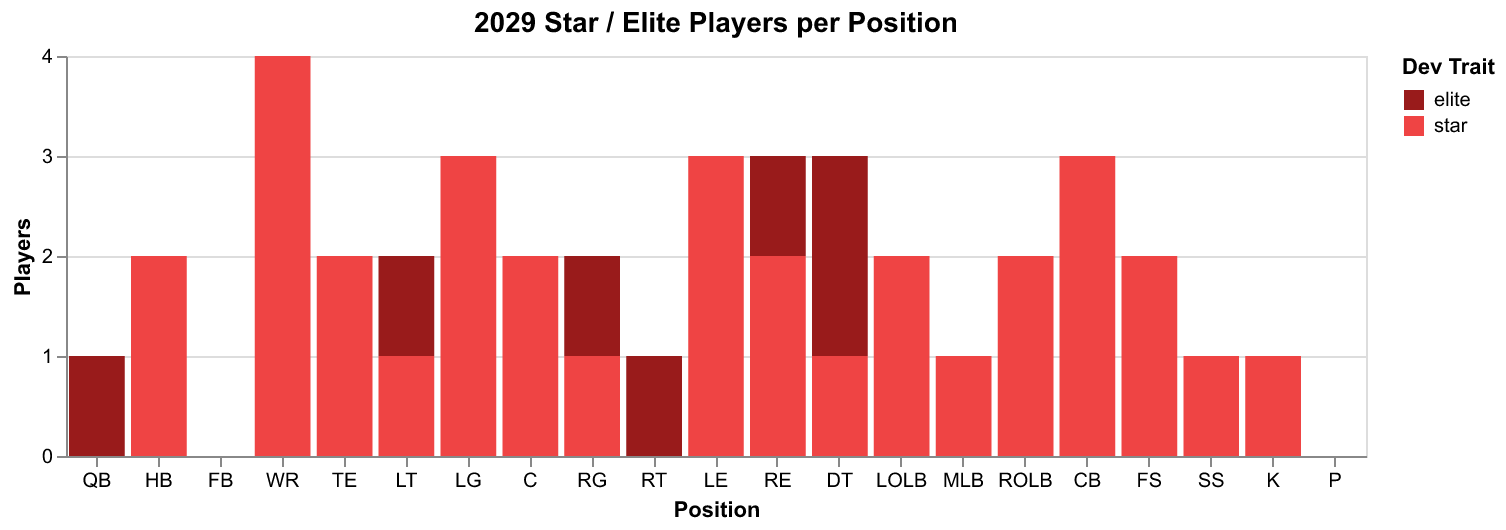 2029 Star / Elite Players per Position
Dev Trait
elite
star
Players
4
3
2
1
0
QB HB FB WR TE LT LG C RG RT LE RE DT LOLB MLB ROLB CB FS SS K P
Position